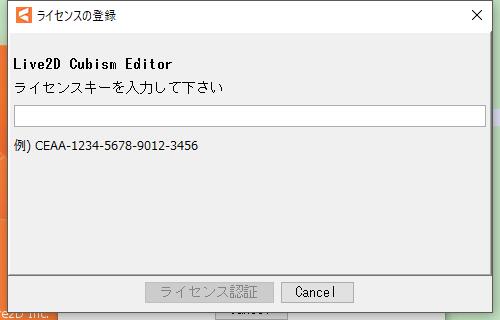 ライセンスの登録
Live2D Cubism Editor
ライセンスキーを入力して下さい
例) CEAA-1234-5678-9012-3456
ライセンス認証
Cancel
e2D Inc.